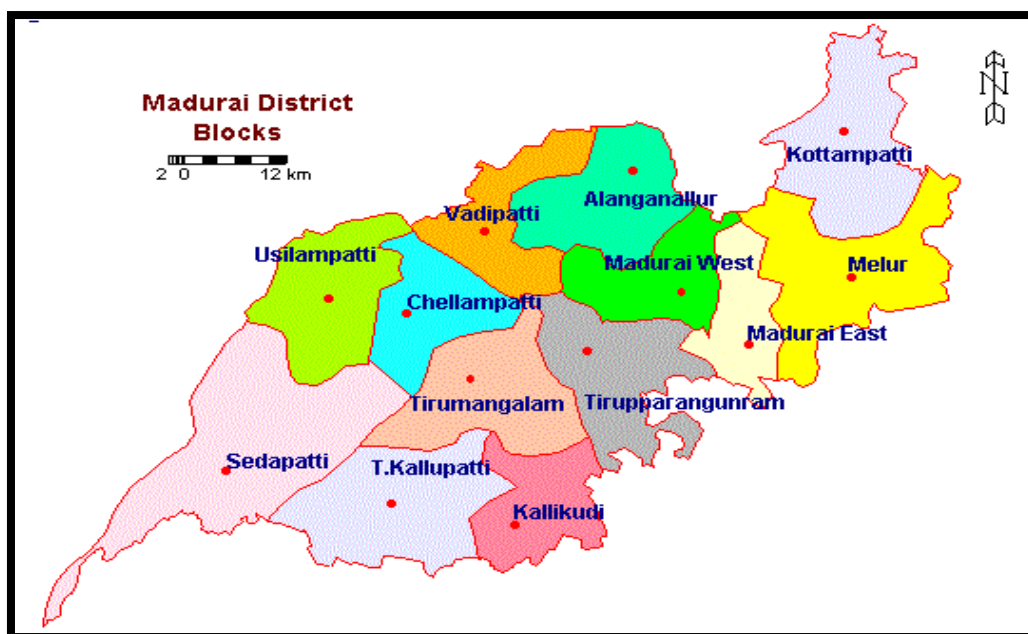 Madurai District
Blocks
2 0 12 km
N
Kottampatti
Alanganallur
Vadipatti
Usilampatti
Madurai West
Melur
Chellampatti
Madurai East
Tirumangalam
Tirupparangunram
Sedapatti
T.Kallupatti
Kallikudi